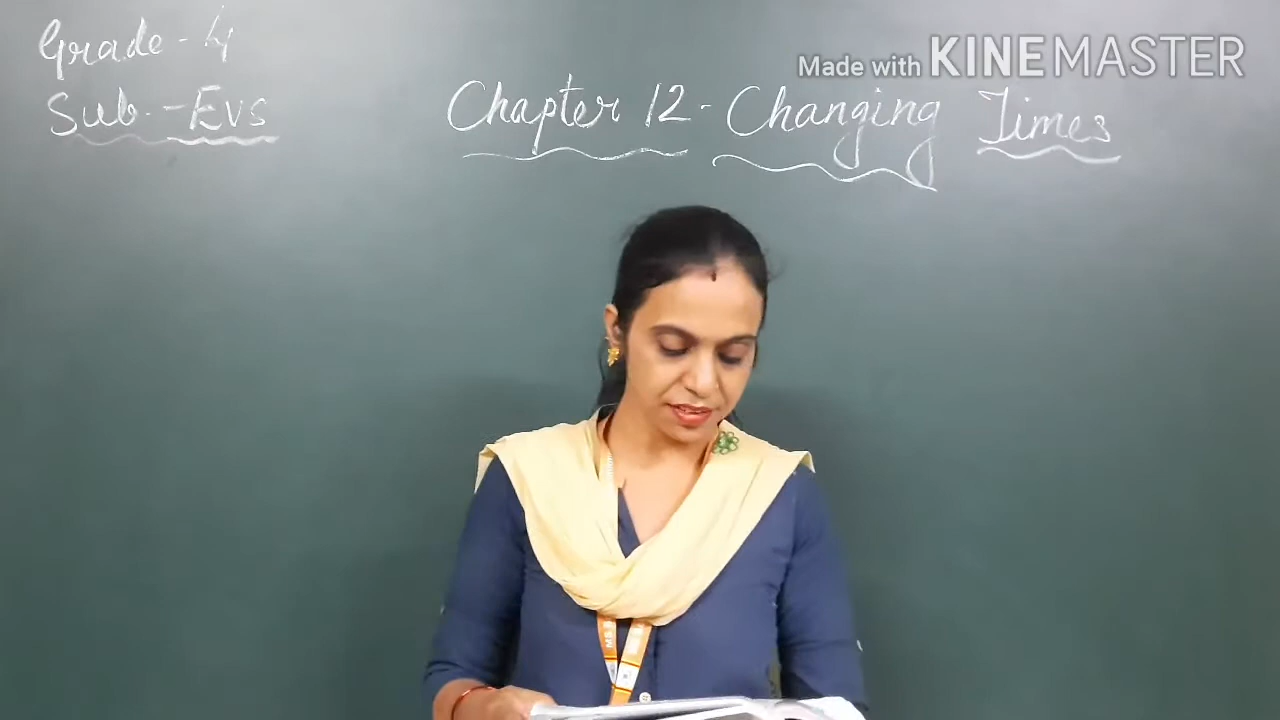 Grade - 4
Made with KINEMASTER
Sub. - Evs
Chapter 12 - Changing Times